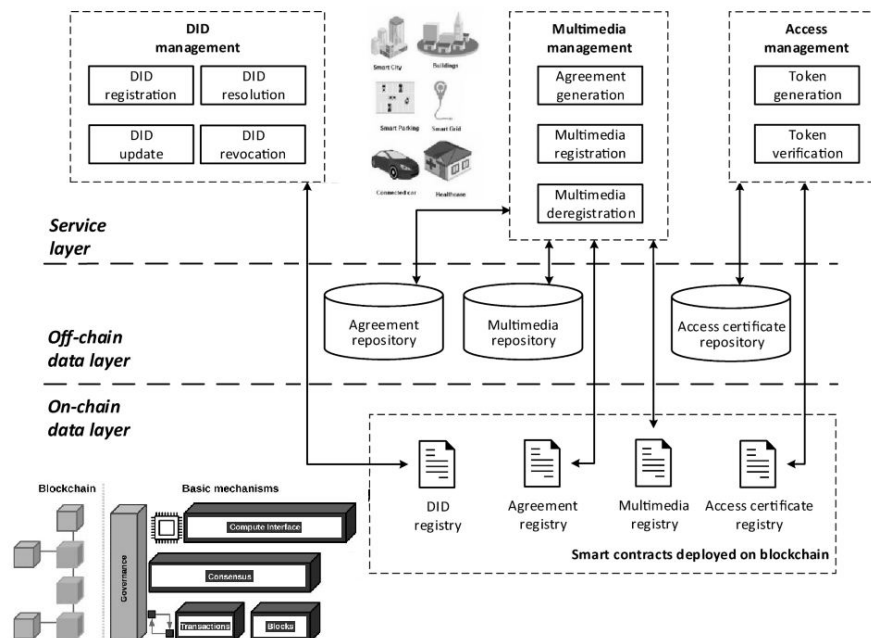 DID
management
DID
registration
DID
resolution
DID
update
DID
revocation
Smart City
Buildings
Smart Parking
Smart Grid
Connected car
Healthcare
Multimedia
management
Agreement
generation
Multimedia
registration
Multimedia
deregistration
Access
management
Token
generation
Token
verification
Service
layer
Agreement
repository
Multimedia
repository
Access certificate
repository
Off-chain
data layer
On-chain
data layer
DID
registry
Agreement
registry
Multimedia
registry
Access certificate
registry
Smart contracts deployed on blockchain
Blockchain
Basic mechanisms
Governance
Compute Interface
Consensus
Transactions
Blocks